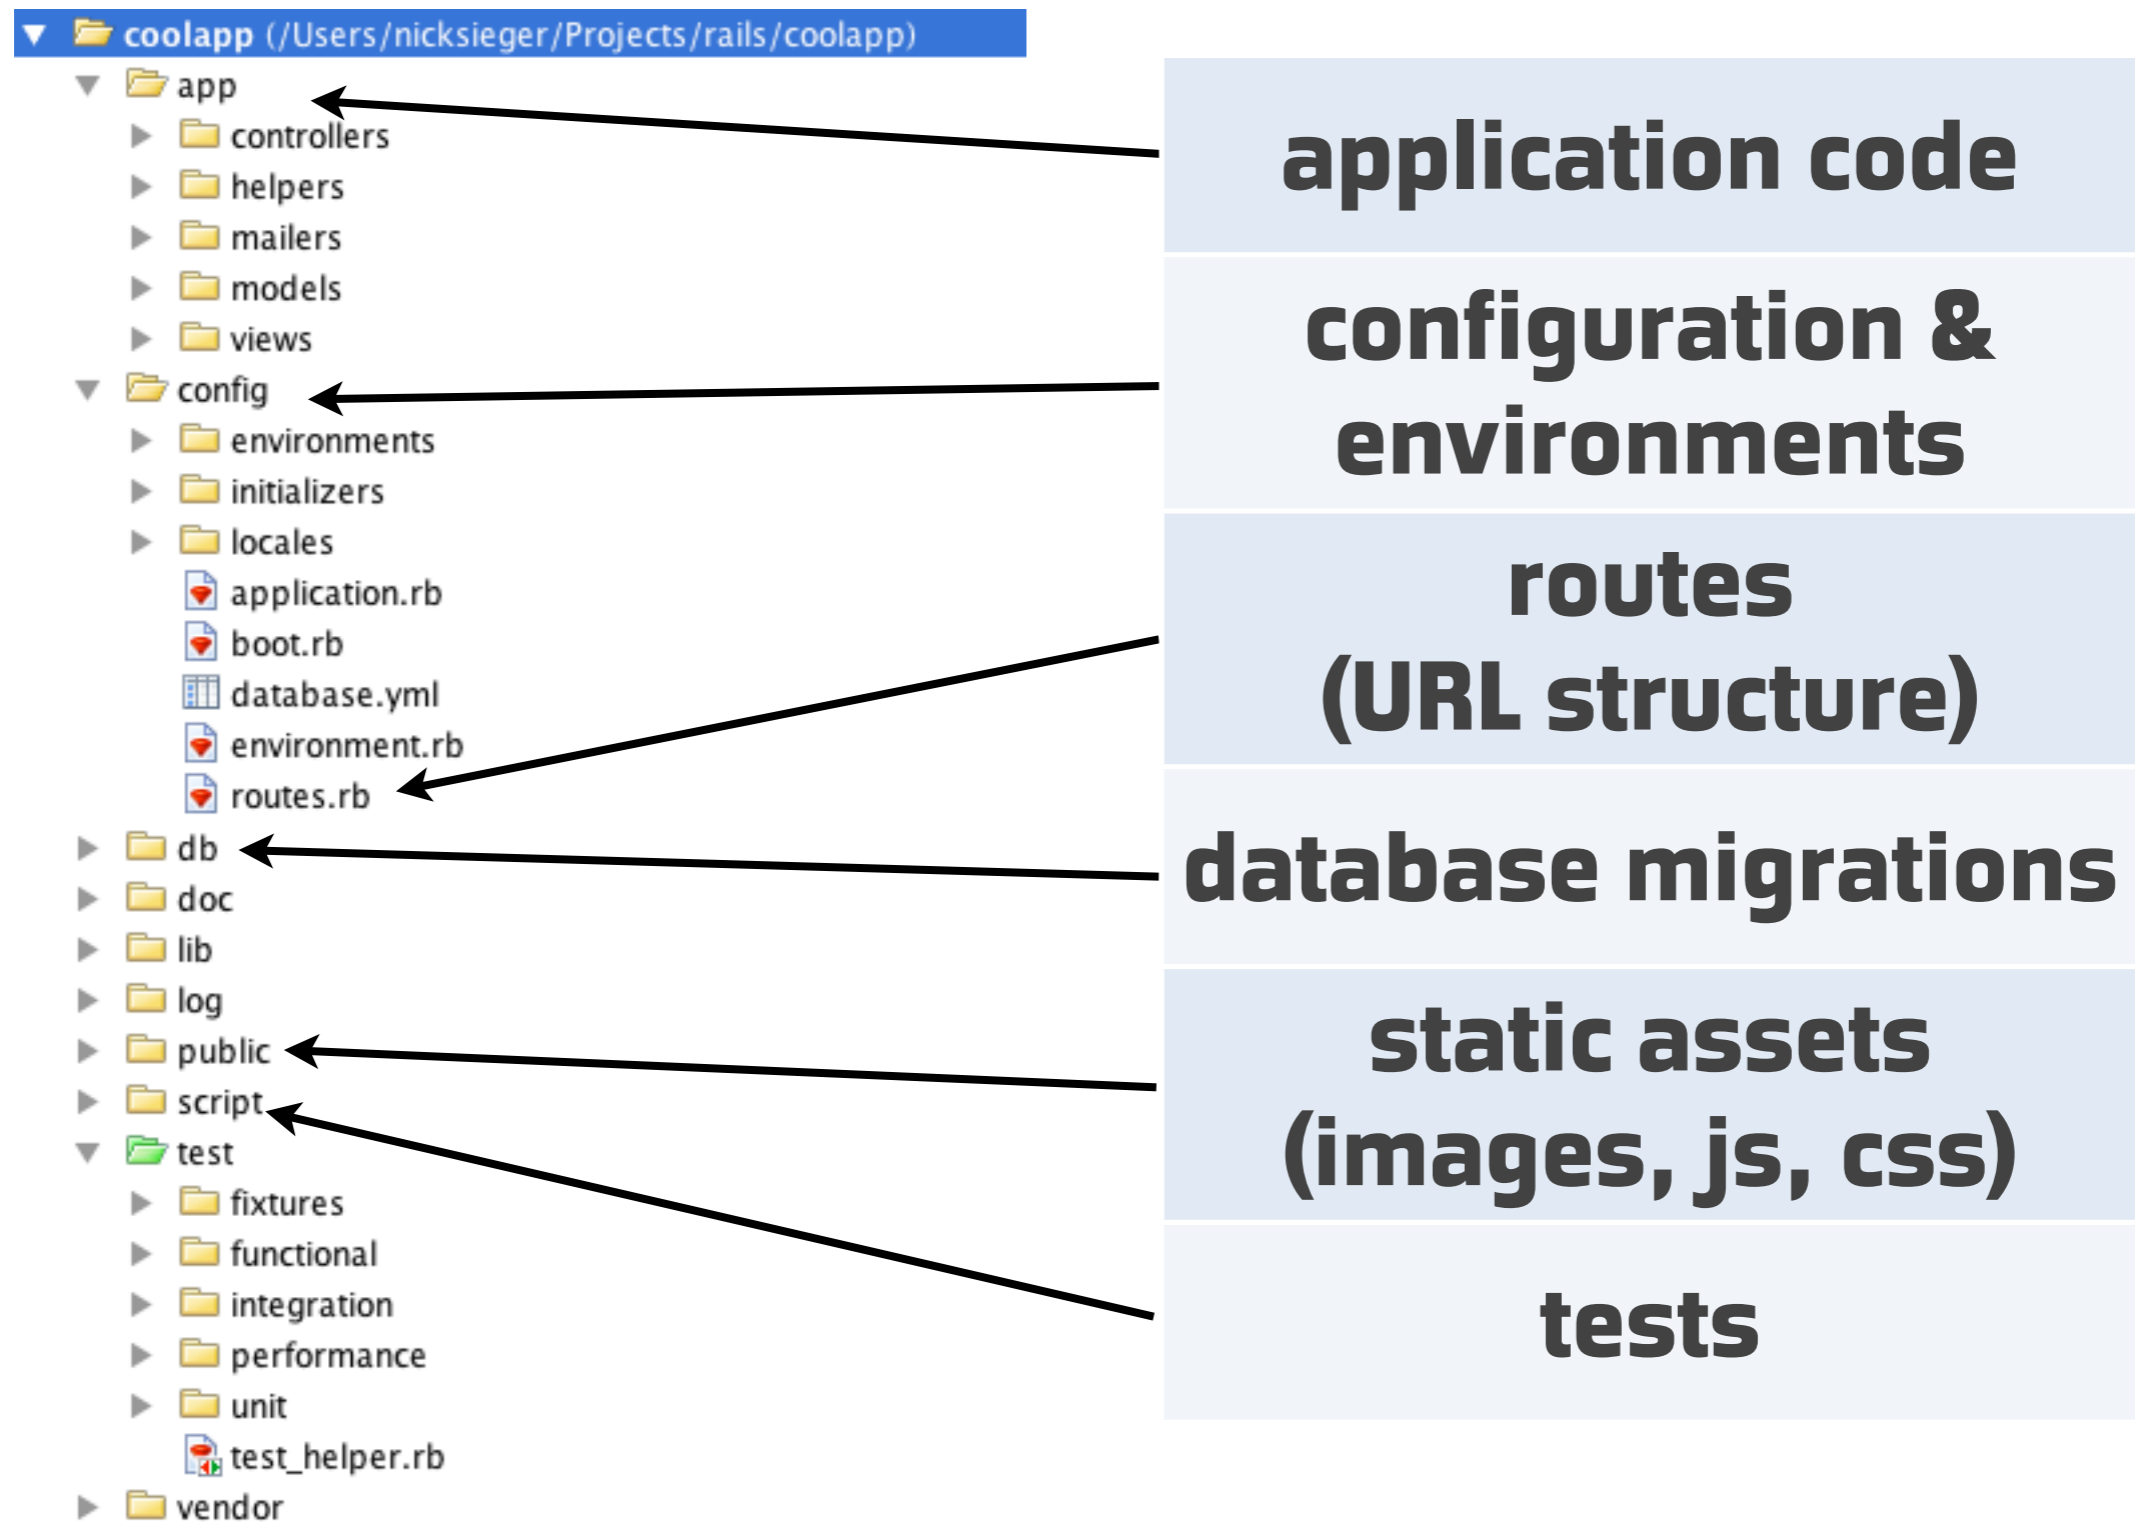 coolapp (/Users/nicksieger/Projects/rails/coolapp)
app
controllers
helpers
mailers
models
views
config
environments
initializers
locales
application.rb
boot.rb
database.yml
environment.rb
routes.rb
db
doc
lib
log
public
script
test
fixtures
functional
integration
performance
unit
test_helper.rb
vendor
application code
configuration &
environments
routes
(URL structure)
database migrations
static assets
(images, js, css)
tests